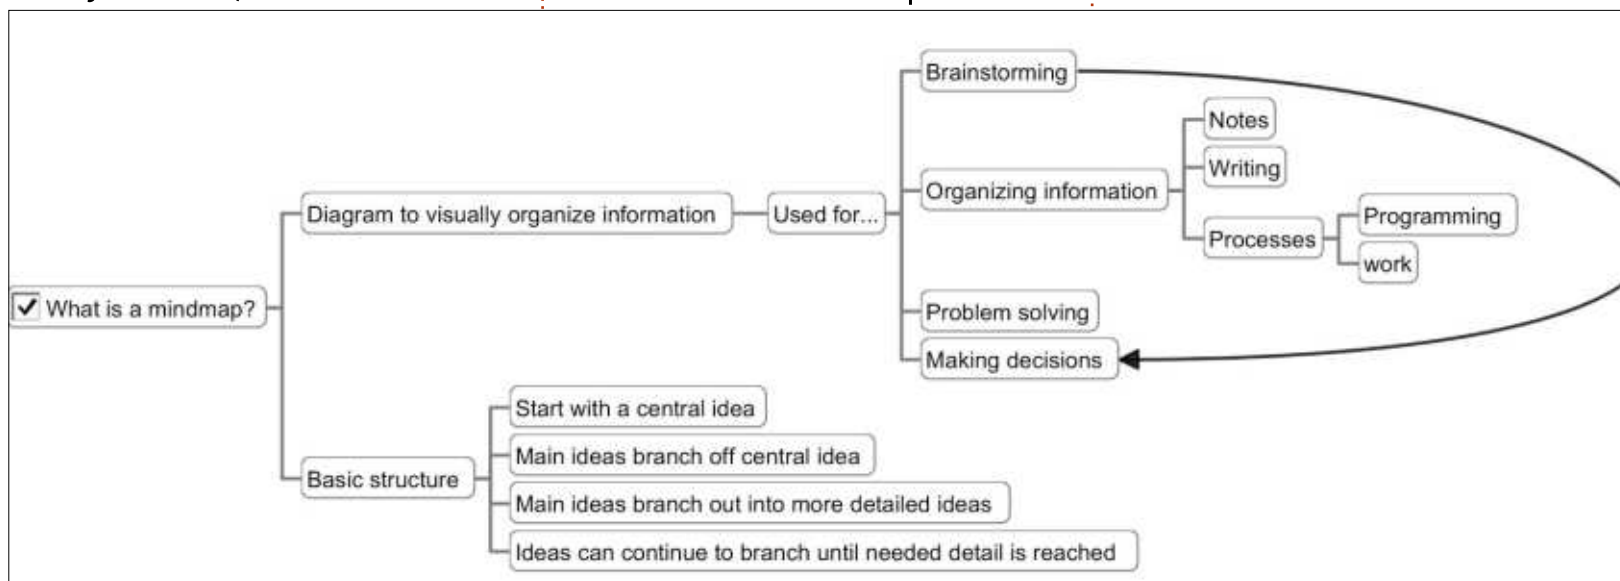 What is a mindmap?
Diagram to visually organize information
Used for...
Brainstorming
Organizing information
Notes
Writing
Processes
Programming
work
Problem solving
Making decisions
Basic structure
Start with a central idea
Main ideas branch off central idea
Main ideas branch out into more detailed ideas
Ideas can continue to branch until needed detail is reached